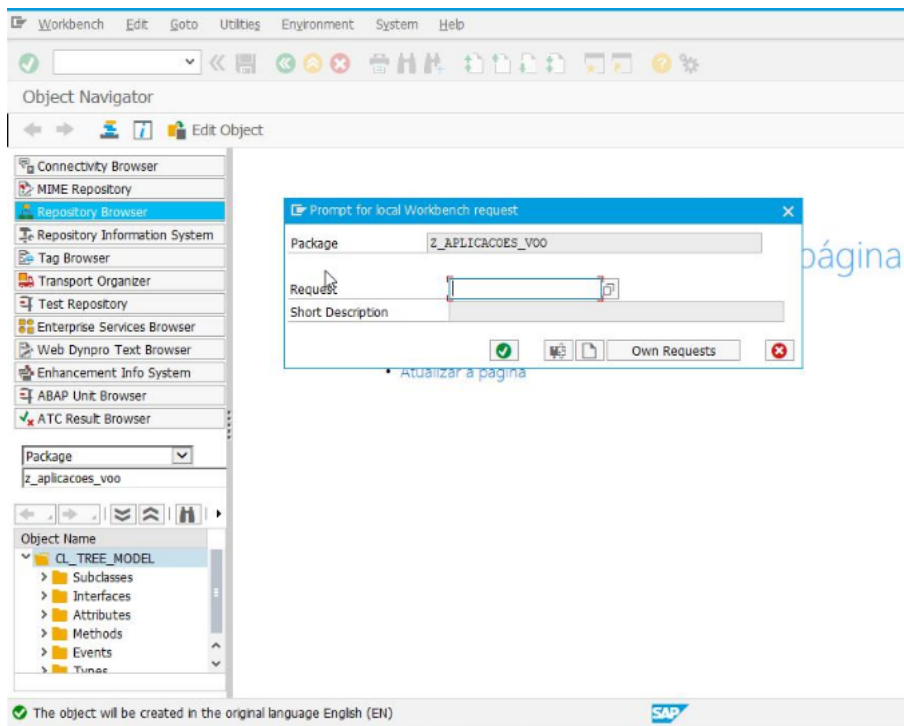 Workbench Edit Goto Utilities Environment System Help
Object Navigator
Edit Object
Connectivity Browser
MIME Repository
Repository Browser
Repository Information System
Tag Browser
Transport Organizer
Test Repository
Enterprise Services Browser
Web Dynpro Text Browser
Enhancement Info System
ABAP Unit Browser
ATC Result Browser
Package
z_aplicacoes_voo
Object Name
CL_TREE_MODEL
Subclasses
Interfaces
Attributes
Methods
Events
Types
Prompt for local Workbench request
Package Z_APLICACOES_VOO
Request
Short Description
Own Requests
página
• Atualizar a página
The object will be created in the original language English (EN)
SAP